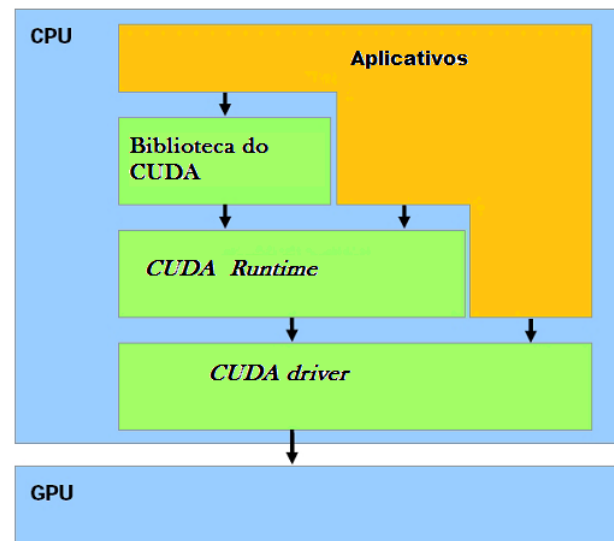 CPU
Aplicativos
Biblioteca do
CUDA
CUDA Runtime
CUDA driver
GPU